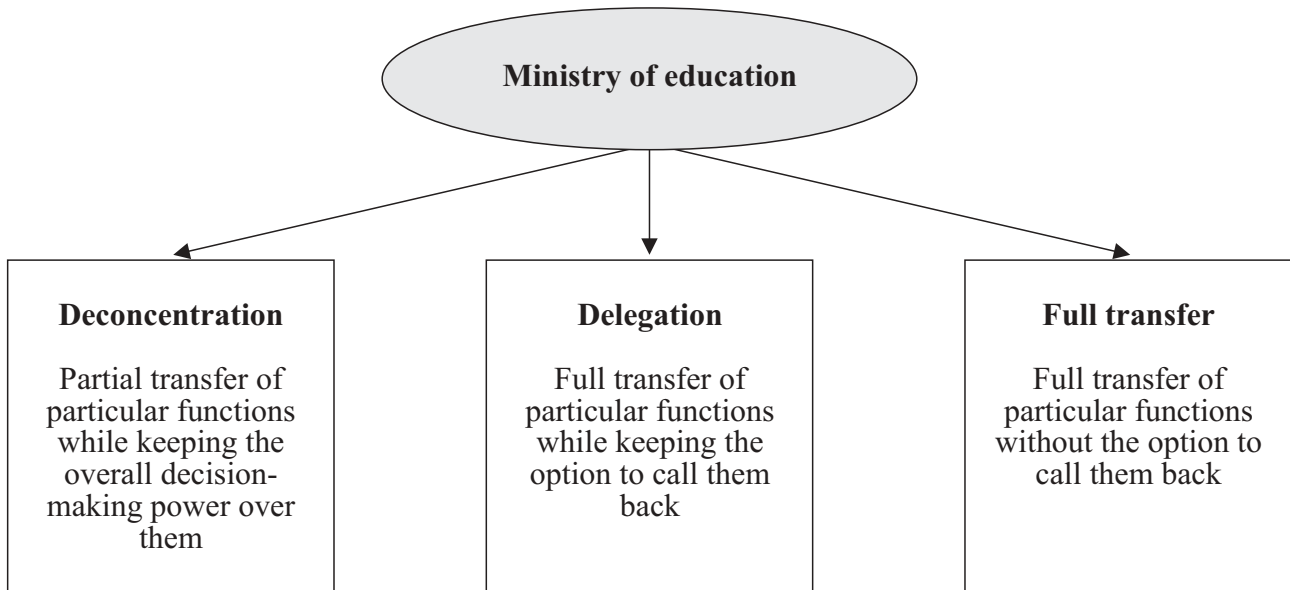 Ministry of education
Deconcentration
Partial transfer of
particular functions
while keeping the
overall decision-
making power over
them
Delegation
Full transfer of
particular functions
while keeping the
option to call them
back
Full transfer
Full transfer of
particular functions
without the option to
call them back